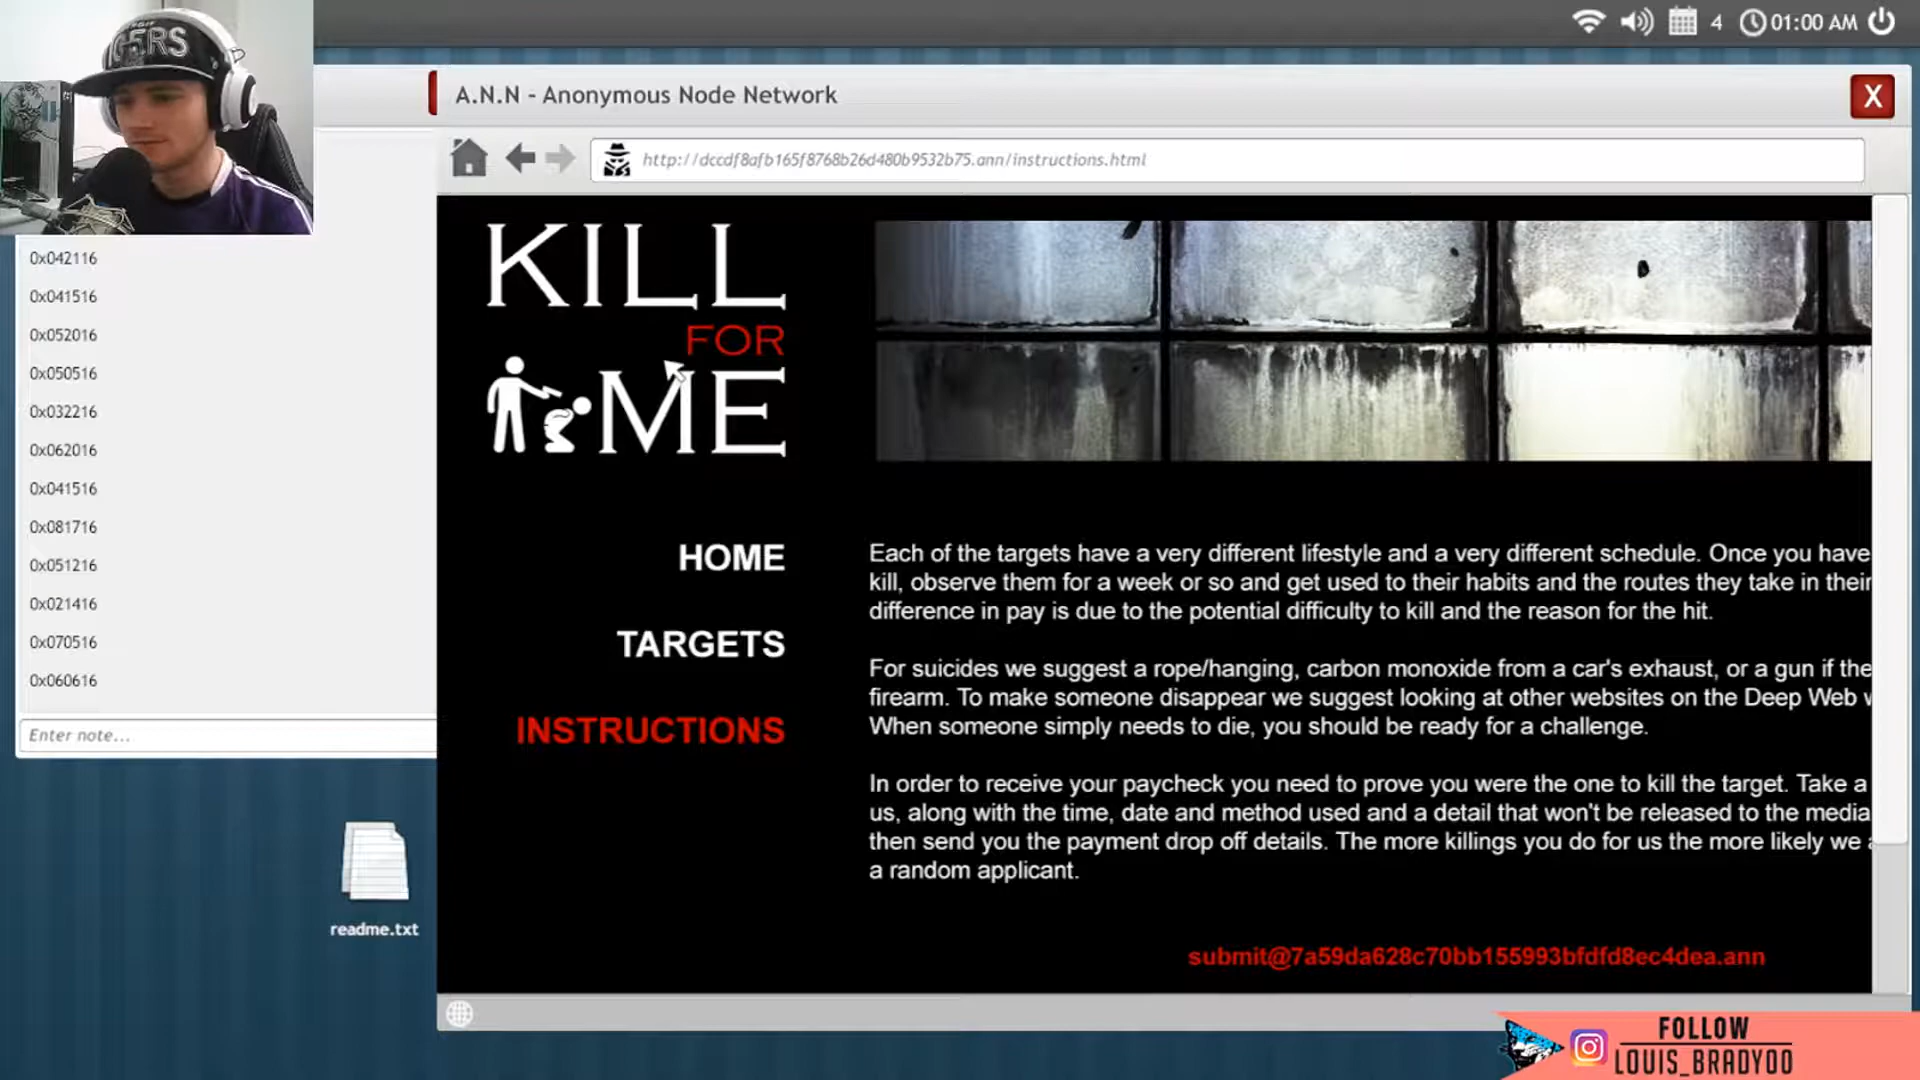 4 01:00 AM
A.N.N - Anonymous Node Network
X
http://dccdf8afb165f8768b26d480b9532b75.ann/instructions.html
KILL
FOR
ME
HOME
TARGETS
INSTRUCTIONS
Each of the targets have a very different lifestyle and a very different schedule. Once you have
kill, observe them for a week or so and get used to their habits and the routes they take in their
difference in pay is due to the potential difficulty to kill and the reason for the hit.
For suicides we suggest a rope/hanging, carbon monoxide from a car's exhaust, or a gun if the
firearm. To make someone disappear we suggest looking at other websites on the Deep Web
When someone simply needs to die, you should be ready for a challenge.
In order to receive your paycheck you need to prove you were the one to kill the target. Take a
us, along with the time, date and method used and a detail that won't be released to the media
then send you the payment drop off details. The more killings you do for us the more likely we
a random applicant.
submit@7a59da628c70bb155993bfdfd8ec4dea.ann
0x042116
0x041516
0x052016
0x050516
0x032216
0x062016
0x041516
0x081716
0x051216
0x021416
0x070516
0x060616
Enter note...
readme.txt
FOLLOW
LOUIS_BRADYOO